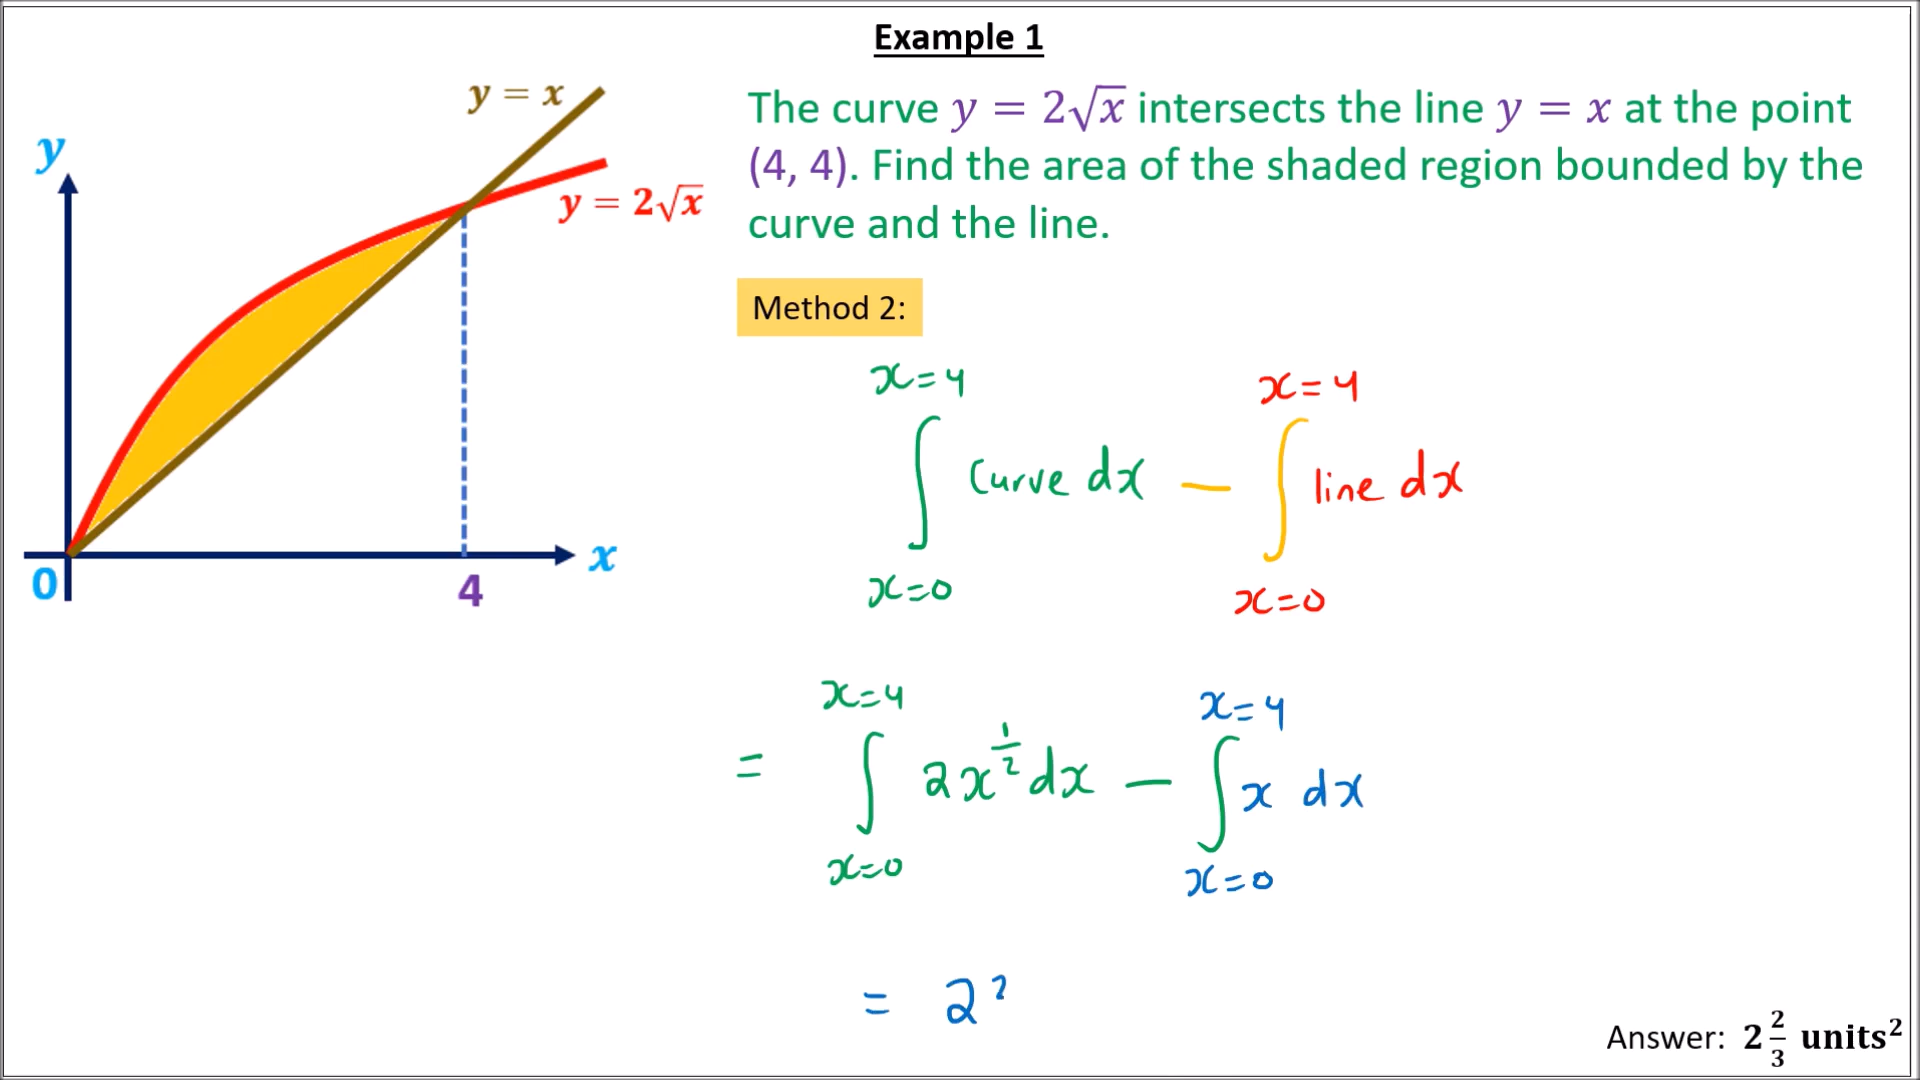 Example 1
y = x
y
y = 2√x
x
0
4
The curve y = 2√x intersects the line y = x at the point
(4, 4). Find the area of the shaded region bounded by the
curve and the line.
Method 2:
x=4 x=4
∫ curve dx − ∫ line dx
x=0 x=0
x=4 x=4
= ∫ 2x^(1/2) dx − ∫ x dx
x=0 x=0
= 2
Answer: 2 2/3 units²